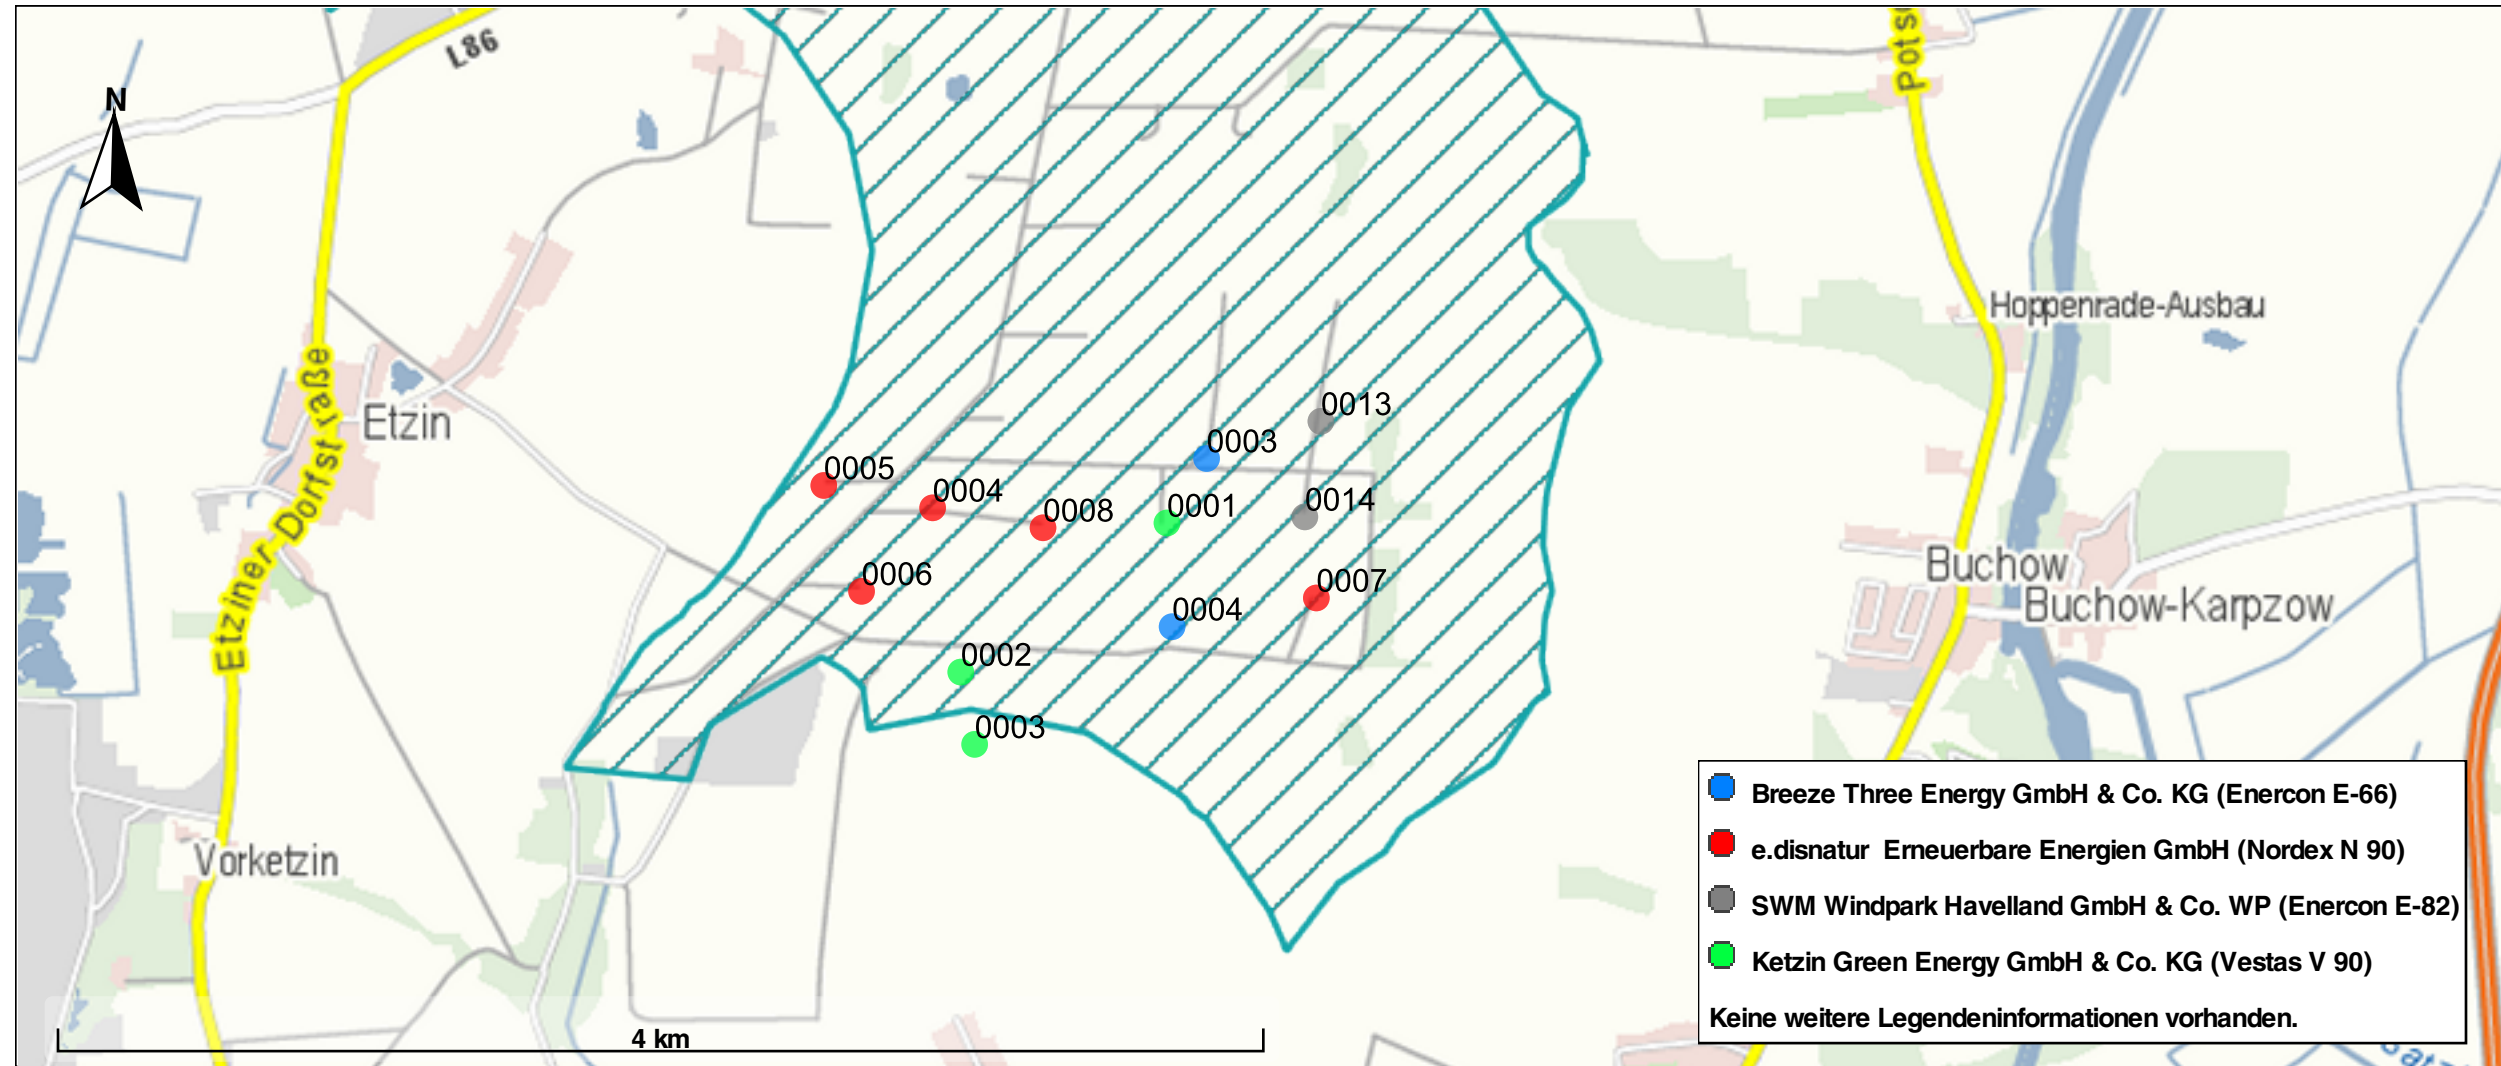 L86
Potsd
N
Hoppenrade-Ausbau
Etzin
Etziner-Dorfstraße
0013
0003
0005
0004
0001
0014
0008
0006
0007
0004
Buchow
Buchow-Karpzow
0002
0003
Vorketzin
Breeze Three Energy GmbH & Co. KG (Enercon E-66)
e.disnatur Erneuerbare Energien GmbH (Nordex N 90)
SWM Windpark Havelland GmbH & Co. WP (Enercon E-82)
Ketzin Green Energy GmbH & Co. KG (Vestas V 90)
Keine weitere Legendeninformationen vorhanden.
4 km